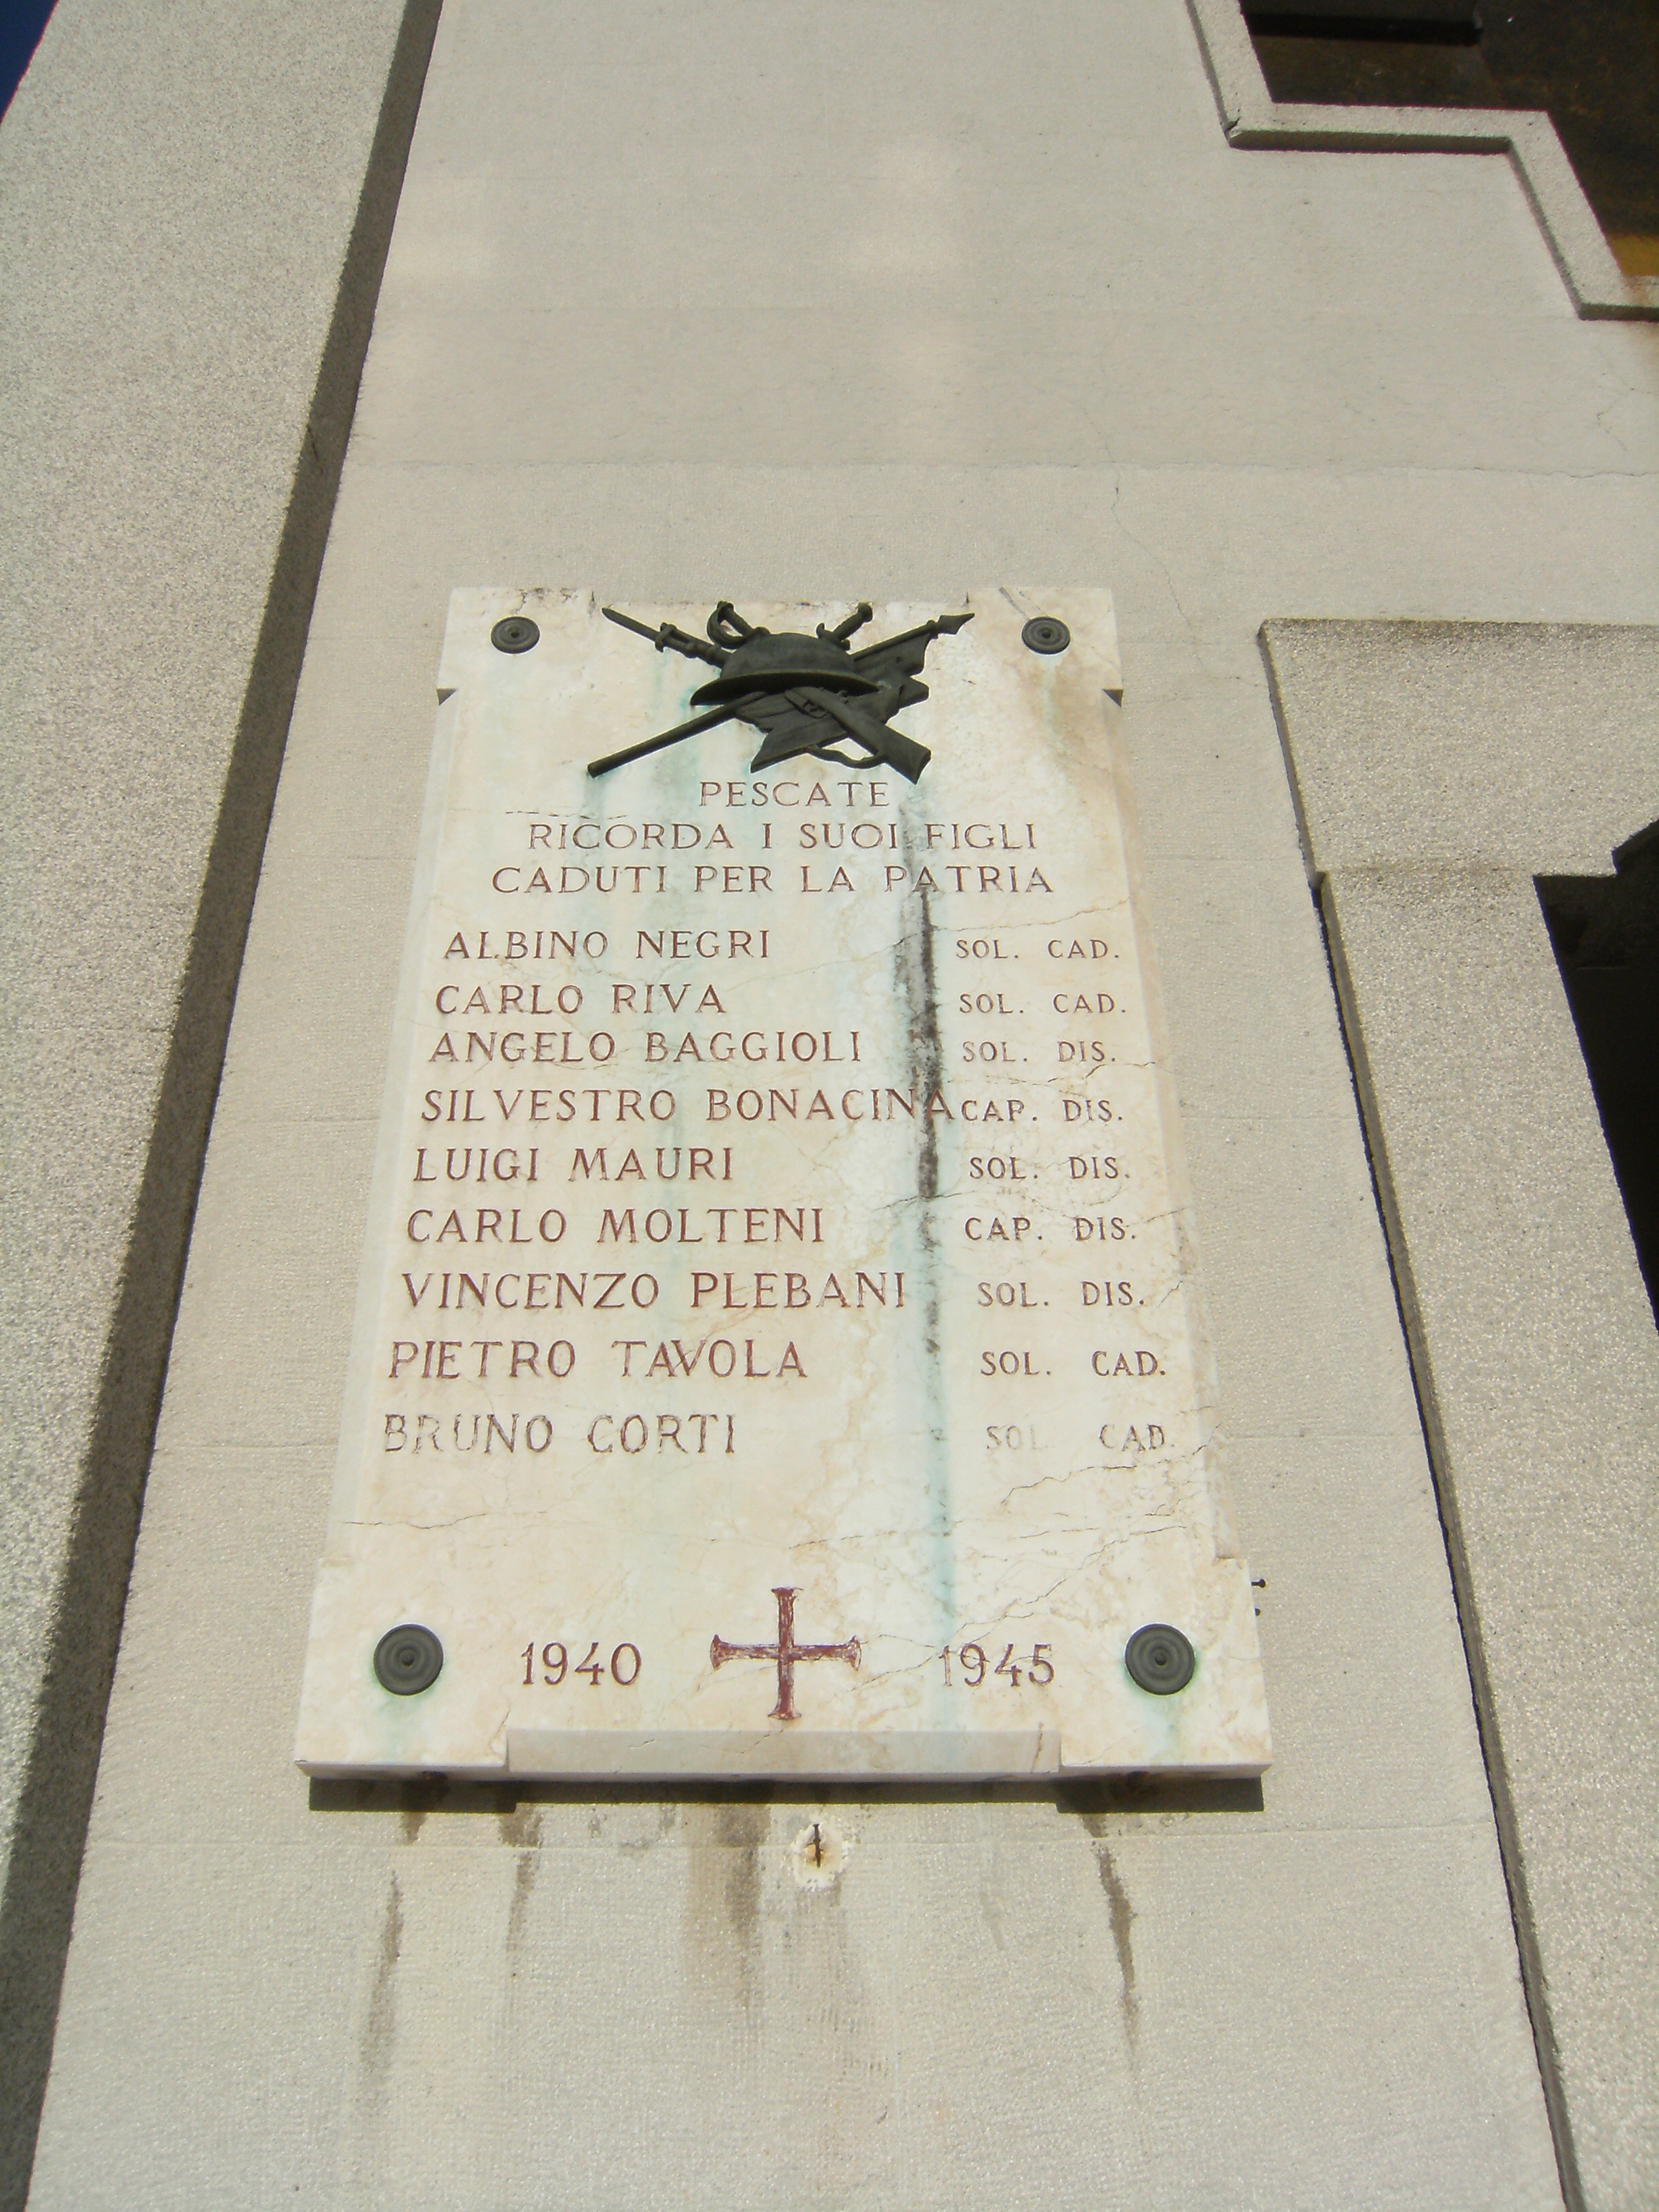 PESCATE
RICORDA I SUOI FIGLI
CADUTI PER LA PATRIA
ALBINO NEGRI SOL. CAD.
CARLO RIVA SOL. CAD.
ANGELO BAGGIOLI SOL. DIS.
SILVESTRO BONACINA CAP. DIS.
LUIGI MAURI SOL. DIS.
CARLO MOLTENI CAP. DIS.
VINCENZO PLEBANI SOL. DIS.
PIETRO TAVOLA SOL. CAD.
BRUNO CORTI SOL CAD.
1940 1945